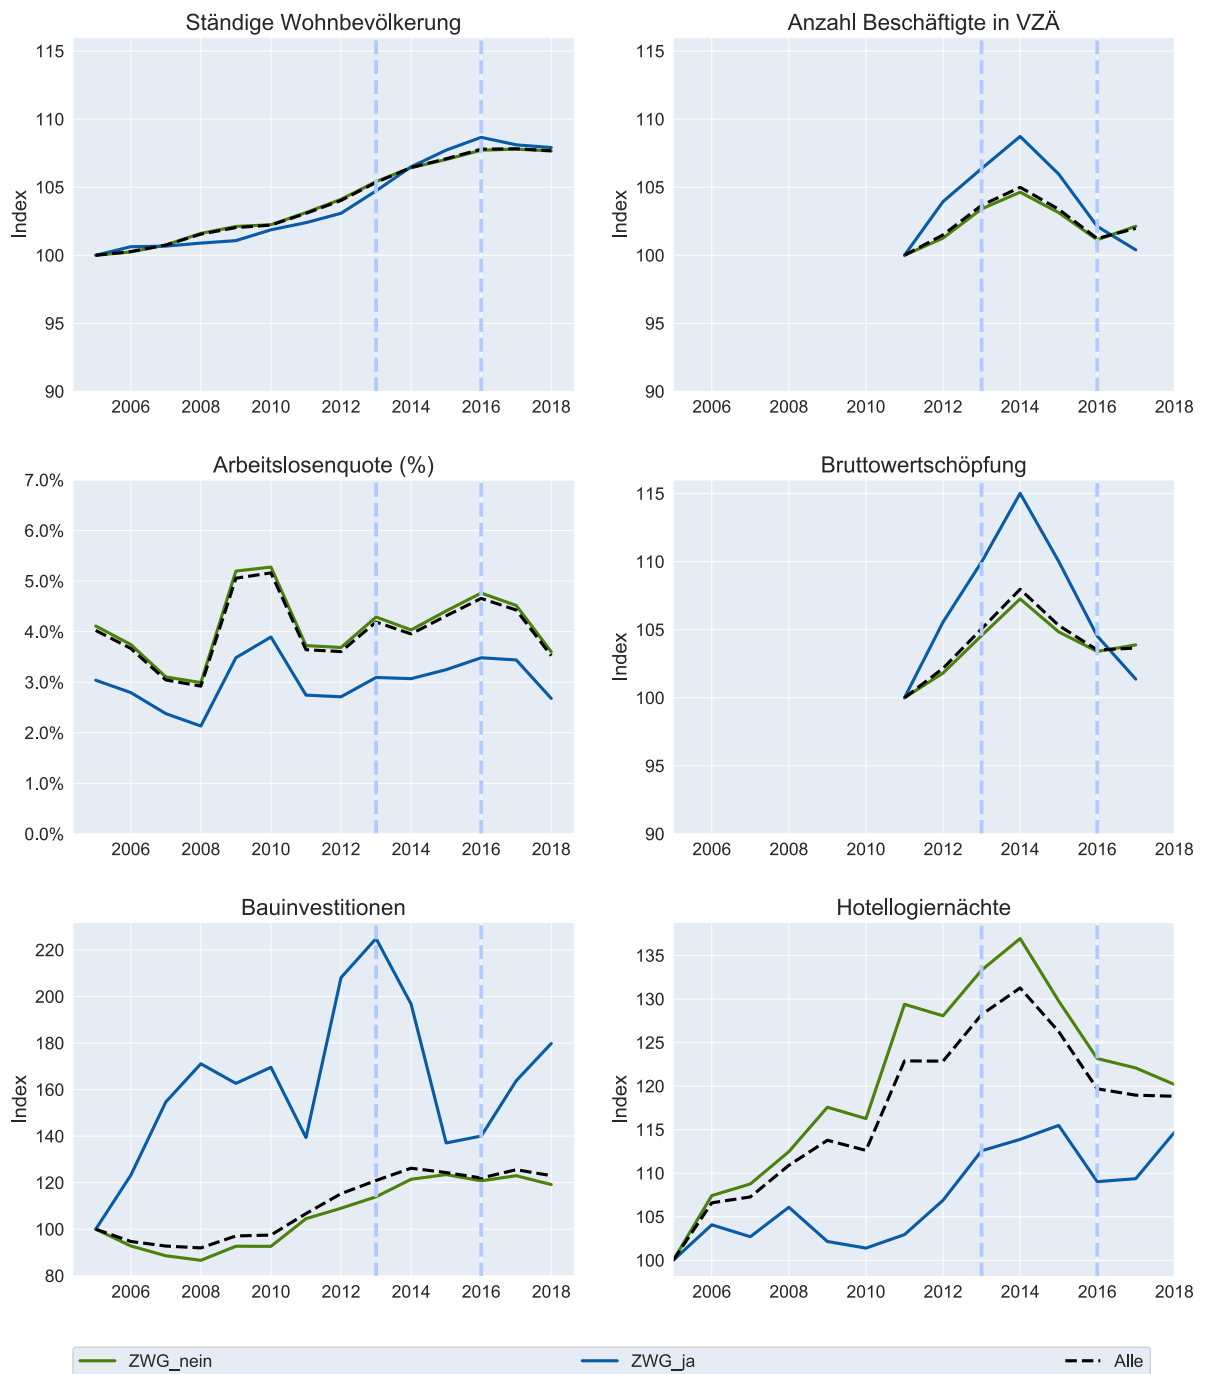 Ständige Wohnbevölkerung
Index
115
110
105
100
95
90
2006 2008 2010 2012 2014 2016 2018
Anzahl Beschäftigte in VZÄ
Index
115
110
105
100
95
90
2006 2008 2010 2012 2014 2016 2018
Arbeitslosenquote (%)
7.0%
6.0%
5.0%
4.0%
3.0%
2.0%
1.0%
0.0%
2006 2008 2010 2012 2014 2016 2018
Bruttowertschöpfung
Index
115
110
105
100
95
90
2006 2008 2010 2012 2014 2016 2018
Bauinvestitionen
Index
220
200
180
160
140
120
100
80
2006 2008 2010 2012 2014 2016 2018
Hotellogiernächte
Index
135
130
125
120
115
110
105
100
2006 2008 2010 2012 2014 2016 2018
ZWG_nein ZWG_ja Alle